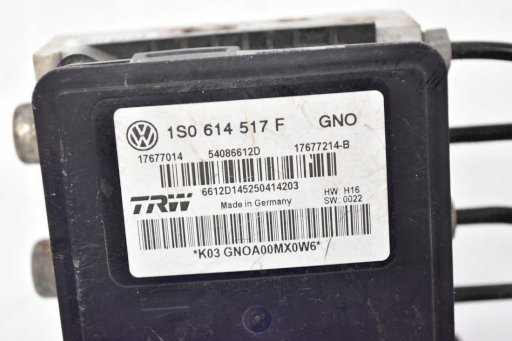 1S0 614 517 F GNO
17677014 54086612D 17677214-B
6612D145250414203
TRW Made in Germany HW: H16
SW: 0022
*K03 GNOA00MX0W6*